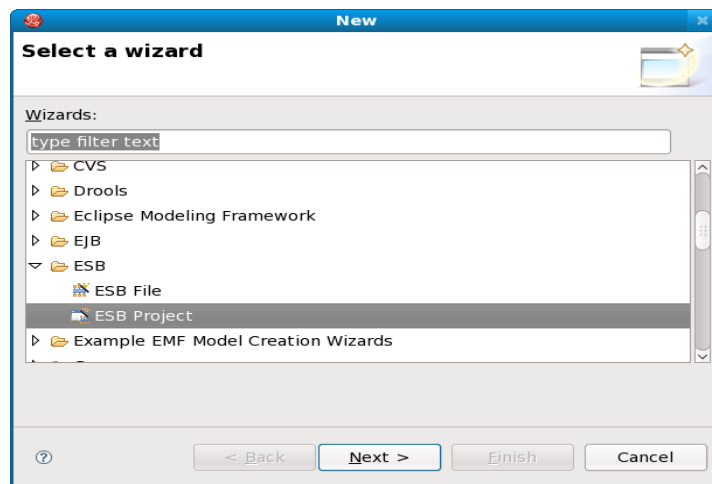 New
Select a wizard
Wizards:
type filter text
CVS
Drools
Eclipse Modeling Framework
EJB
ESB
ESB File
ESB Project
Example EMF Model Creation Wizards
? < Back Next > Finish Cancel